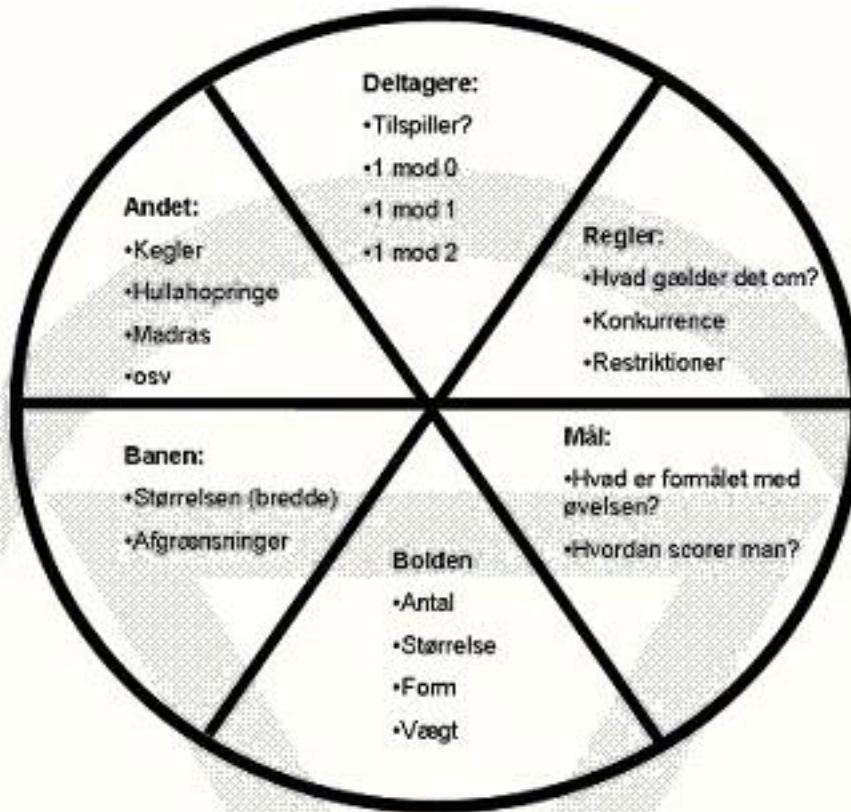 Deltagere:
•Tilspiller?
•1 mod 0
•1 mod 1
•1 mod 2
Regler:
•Hvad gælder det om?
•Konkurrence
•Restriktioner
Mål:
•Hvad er formålet med
øvelsen?
•Hvordan scorer man?
Bolden
•Antal
•Størrelse
•Form
•Vægt
Banen:
•Størrelsen (bredde)
•Afgrænsninger
Andet:
•Kegler
•Hullahopringe
•Madras
•osv